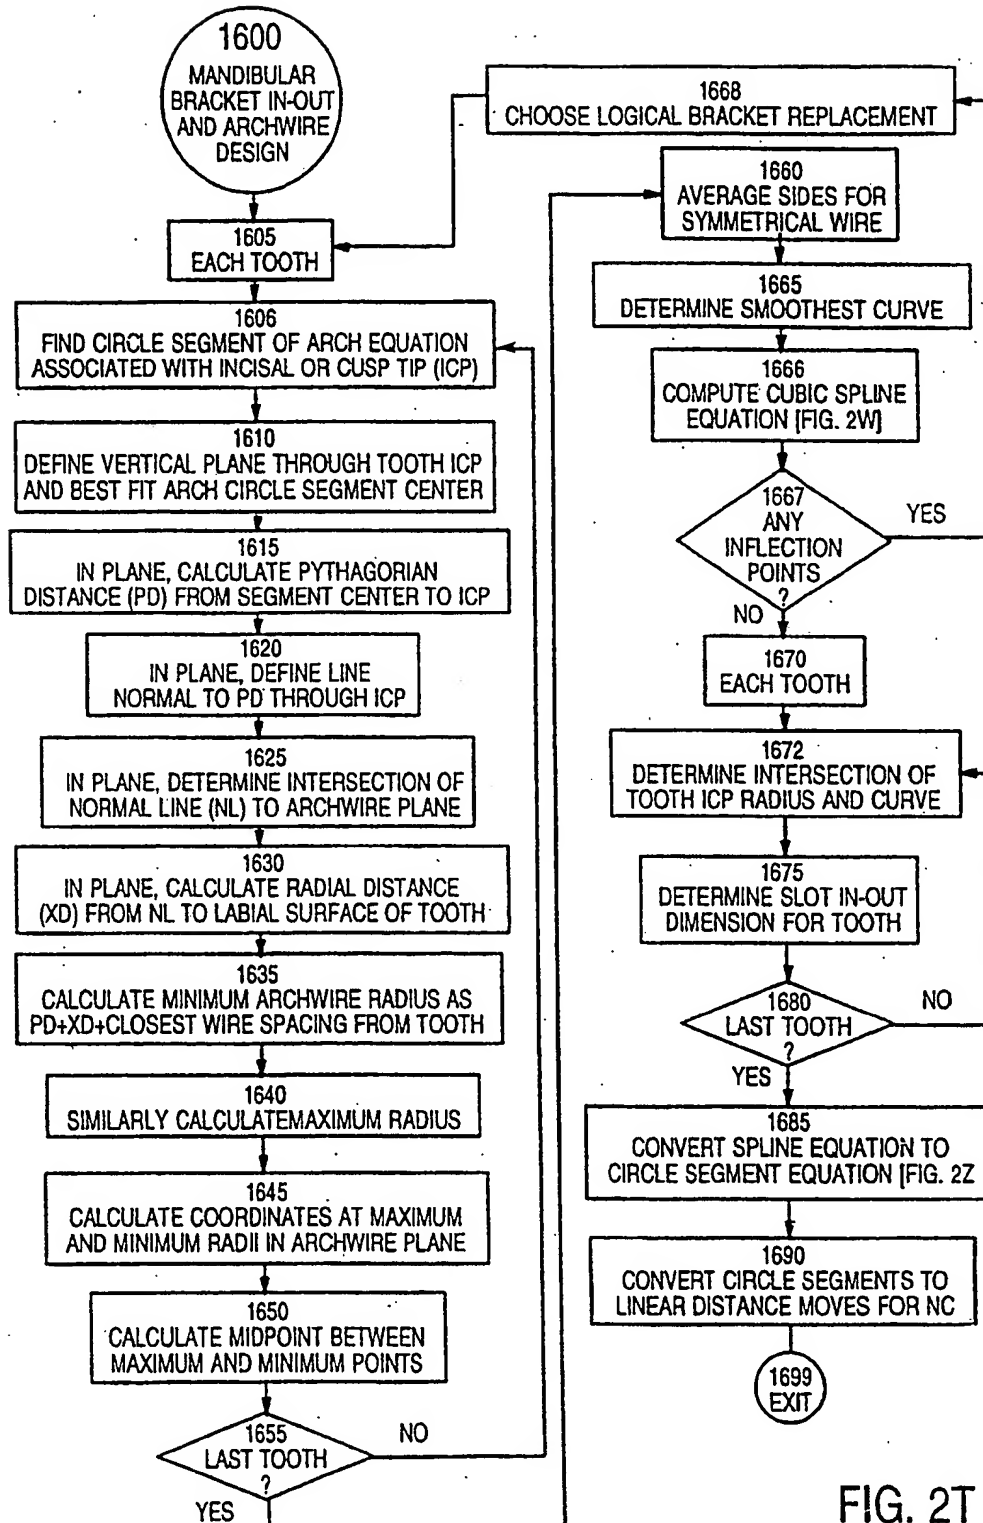 1600
MANDIBULAR
BRACKET IN-OUT
AND ARCHWIRE
DESIGN
1605
EACH TOOTH
1606
FIND CIRCLE SEGMENT OF ARCH EQUATION
ASSOCIATED WITH INCISAL OR CUSP TIP (ICP)
1610
DEFINE VERTICAL PLANE THROUGH TOOTH ICP
AND BEST FIT ARCH CIRCLE SEGMENT CENTER
1615
IN PLANE, CALCULATE PYTHAGORIAN
DISTANCE (PD) FROM SEGMENT CENTER TO ICP
1620
IN PLANE, DEFINE LINE
NORMAL TO PD THROUGH ICP
1625
IN PLANE, DETERMINE INTERSECTION OF
NORMAL LINE (NL) TO ARCHWIRE PLANE
1630
IN PLANE, CALCULATE RADIAL DISTANCE
(XD) FROM NL TO LABIAL SURFACE OF TOOTH
1635
CALCULATE MINIMUM ARCHWIRE RADIUS AS
PD+XD+CLOSEST WIRE SPACING FROM TOOTH
1640
SIMILARLY CALCULATEMAXIMUM RADIUS
1645
CALCULATE COORDINATES AT MAXIMUM
AND MINIMUM RADII IN ARCHWIRE PLANE
1650
CALCULATE MIDPOINT BETWEEN
MAXIMUM AND MINIMUM POINTS
1655
LAST TOOTH
?
NO
YES
1668
CHOOSE LOGICAL BRACKET REPLACEMENT
1660
AVERAGE SIDES FOR
SYMMETRICAL WIRE
1665
DETERMINE SMOOTHEST CURVE
1666
COMPUTE CUBIC SPLINE
EQUATION [FIG. 2W]
1667
ANY
INFLECTION
POINTS
?
YES
NO
1670
EACH TOOTH
1672
DETERMINE INTERSECTION OF
TOOTH ICP RADIUS AND CURVE
1675
DETERMINE SLOT IN-OUT
DIMENSION FOR TOOTH
1680
LAST TOOTH
?
NO
YES
1685
CONVERT SPLINE EQUATION TO
CIRCLE SEGMENT EQUATION [FIG. 2Z
1690
CONVERT CIRCLE SEGMENTS TO
LINEAR DISTANCE MOVES FOR NC
1699
EXIT
FIG. 2T